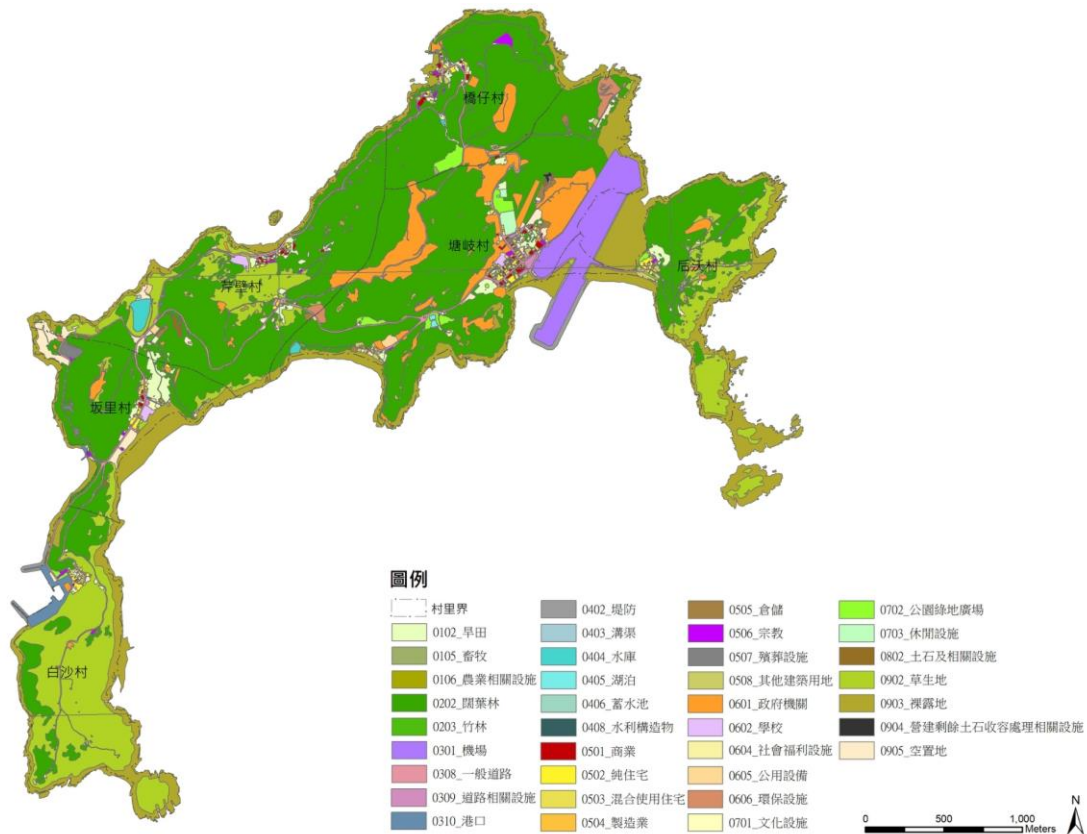 橋仔村
塘岐村
后沃村
芹壁村
坂里村
白沙村
圖例
村里界
0102_旱田
0105_畜牧
0106_農業相關設施
0202_闊葉林
0203_竹林
0301_機場
0308_一般道路
0309_道路相關設施
0310_港口
0402_堤防
0403_溝渠
0404_水庫
0405_湖泊
0406_蓄水池
0408_水利構造物
0501_商業
0502_純住宅
0503_混合使用住宅
0504_製造業
0505_倉儲
0506_宗教
0507_殯葬設施
0508_其他建築用地
0601_政府機關
0602_學校
0604_社會福利設施
0605_公用設備
0606_環保設施
0701_文化設施
0702_公園綠地廣場
0703_休閒設施
0802_土石及相關設施
0902_草生地
0903_裸露地
0904_營建剩餘土石收容處理相關設施
0905_空置地
N
0 500 1,000
Meters